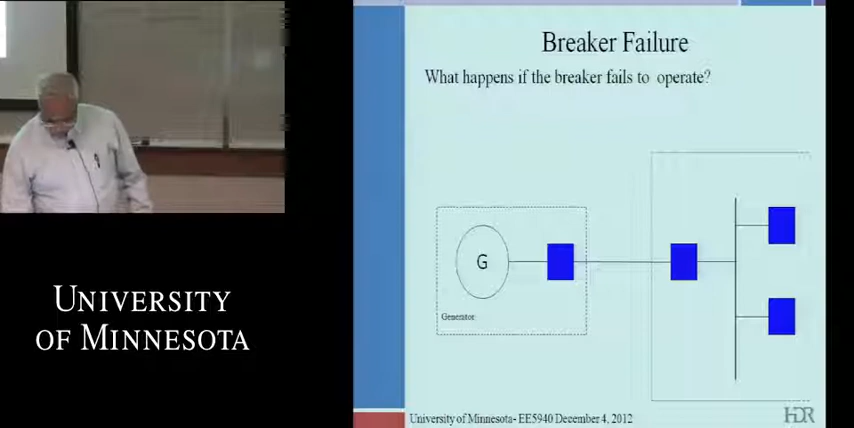 Breaker Failure
What happens if the breaker fails to operate?
G
Generator
University of Minnesota- EE5940 December 4, 2012
HDR
UNIVERSITY
OF MINNESOTA